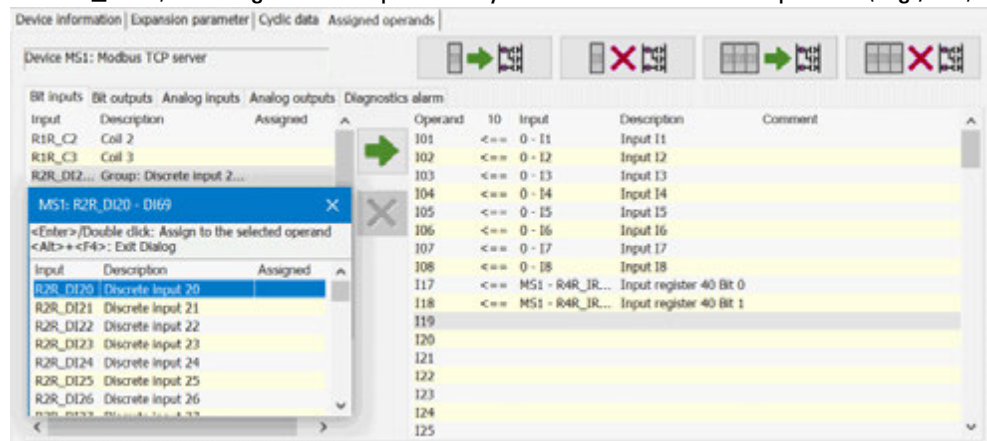 Device information Expansion parameter Cyclic data Assigned operands
Device MS1: Modbus TCP server
Bit inputs Bit outputs Analog inputs Analog outputs Diagnostics alarm
Input Description Assigned
R1R_C2 Coil 2
R1R_C3 Coil 3
R2R_DI2... Group: Discrete input 2...
MS1: R2R_DI20 - DI69
<Enter>/Double click: Assign to the selected operand
<Alt>+<F4>: Exit Dialog
Input Description Assigned
R2R_DI20 Discrete input 20
R2R_DI21 Discrete input 21
R2R_DI22 Discrete input 22
R2R_DI23 Discrete input 23
R2R_DI24 Discrete input 24
R2R_DI25 Discrete input 25
R2R_DI26 Discrete input 26
Operand 10 Input Description Comment
I01 <== 0 - I1 Input I1
I02 <== 0 - I2 Input I2
I03 <== 0 - I3 Input I3
I04 <== 0 - I4 Input I4
I05 <== 0 - I5 Input I5
I06 <== 0 - I6 Input I6
I07 <== 0 - I7 Input I7
I08 <== 0 - I8 Input I8
I17 <== MS1 - R4R_IR... Input register 40 Bit 0
I18 <== MS1 - R4R_IR... Input register 40 Bit 1
I19
I20
I21
I22
I23
I24
I25